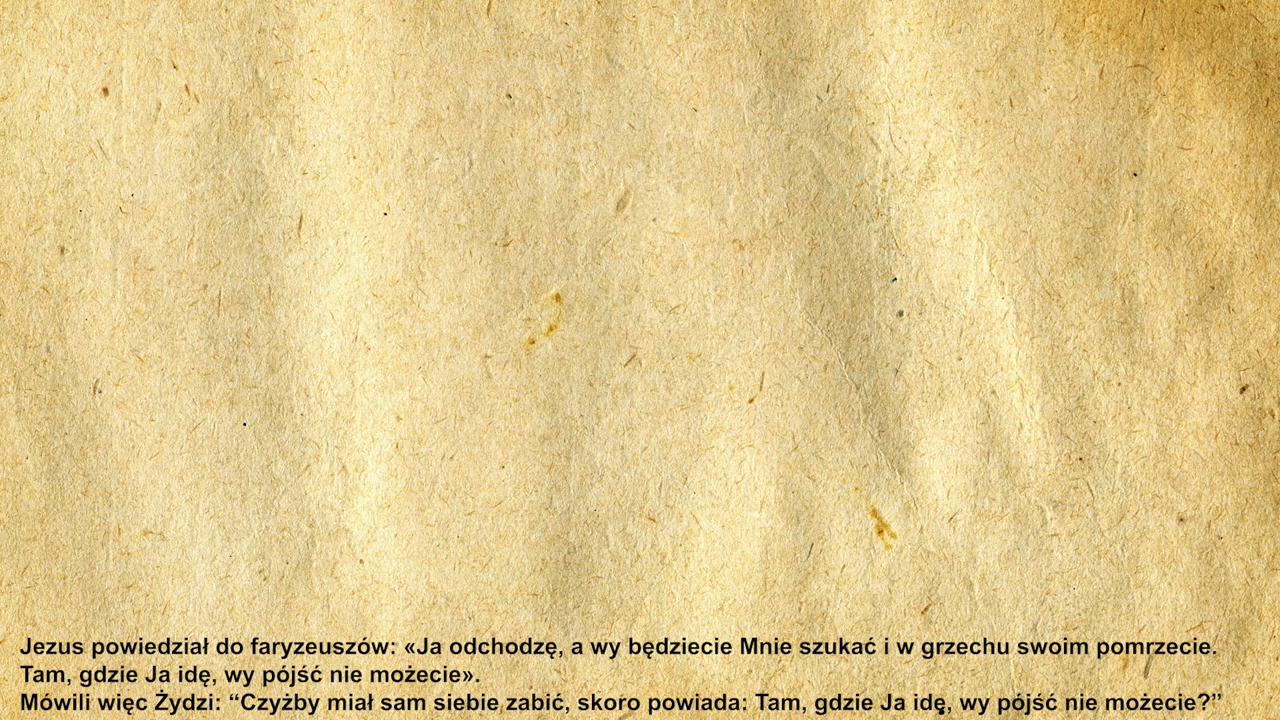 Jezus powiedział do faryzeuszów: «Ja odchodzę, a wy będziecie Mnie szukać i w grzechu swoim pomrzecie.
Tam, gdzie Ja idę, wy pójść nie możecie».
Mówili więc Żydzi: “Czyżby miał sam siebie zabić, skoro powiada: Tam, gdzie Ja idę, wy pójść nie możecie?”